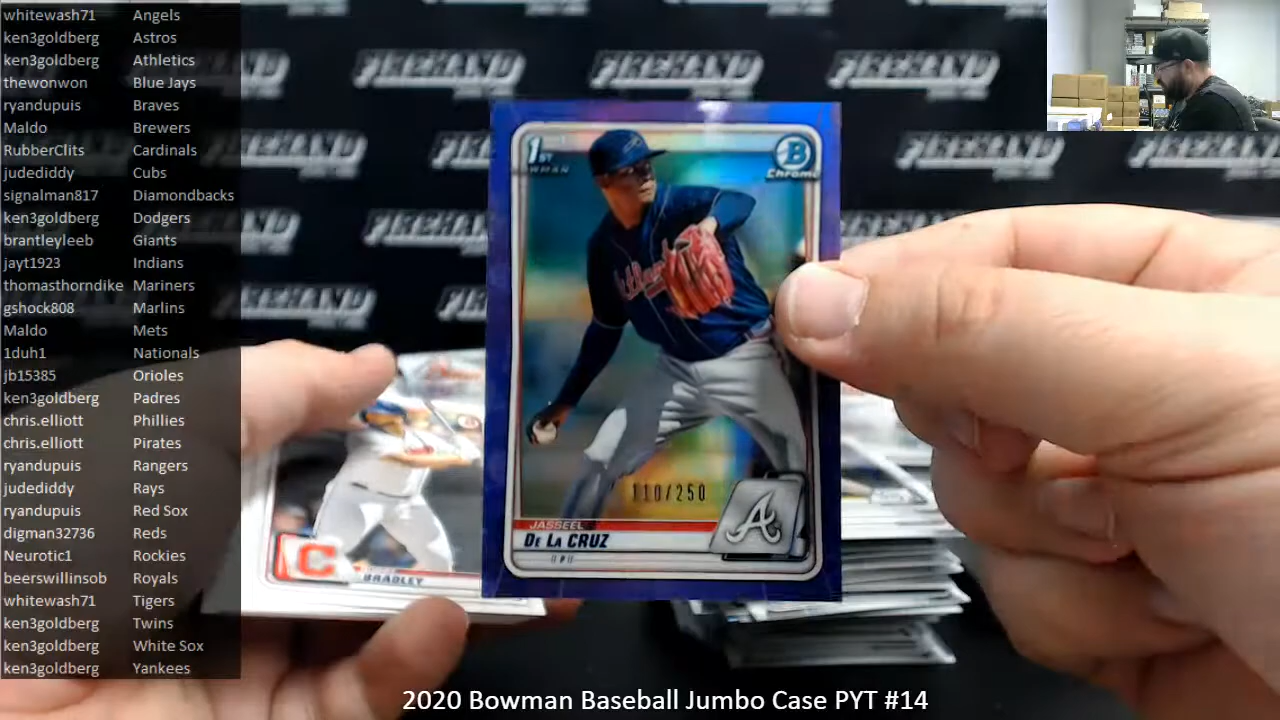 whitewash71 Angels
ken3goldberg Astros
ken3goldberg Athletics
thewonwon Blue Jays
ryandupuis Braves
Maldo Brewers
RubberClits Cardinals
judediddy Cubs
signalman817 Diamondbacks
ken3goldberg Dodgers
brantleyleeb Giants
jayt1923 Indians
thomasthorndike Mariners
gshock808 Marlins
Maldo Mets
1duh1 Nationals
jb15385 Orioles
ken3goldberg Padres
chris.elliott Phillies
chris.elliott Pirates
ryandupuis Rangers
judediddy Rays
ryandupuis Red Sox
digman32736 Reds
Neurotic1 Rockies
beerswillinsob Royals
whitewash71 Tigers
ken3goldberg Twins
ken3goldberg White Sox
ken3goldberg Yankees
FIREHAND FIREHAND FIREHAND
FIREHAND FIREHAND
1ST
B
Chrome
110/250
A
JASSEEL
DE LA CRUZ
C
BRADLEY
2020 Bowman Baseball Jumbo Case PYT #14